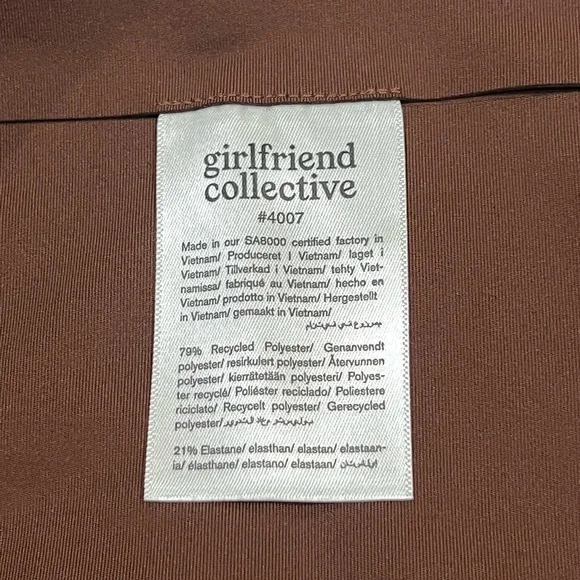 girlfriend
collective
#4007
Made in our SA8000 certified factory in
Vietnam/ Produceret I Vietnam/ laget i
Vietnam/ Tillverkad i Vietnam/ tehty Viet-
namissa/ fabriqué au Vietnam/ hecho en
Vietnam/ prodotto in Vietnam/ Hergestellt
in Vietnam/ gemaakt in Vietnam/
79% Recycled Polyester/ Genanvendt
polyester/ resirkulert polyester/ Återvunnen
polyester/ kierrätetään polyesteri/ Polyes-
ter recyclé/ Poliéster reciclado/ Poliestere
riciclato/ Recycelt polyester/ Gerecycled
polyester/
21% Elastane/ elasthan/ elastan/ elastaan-
ia/ élasthane/ elastano/ elastaan/